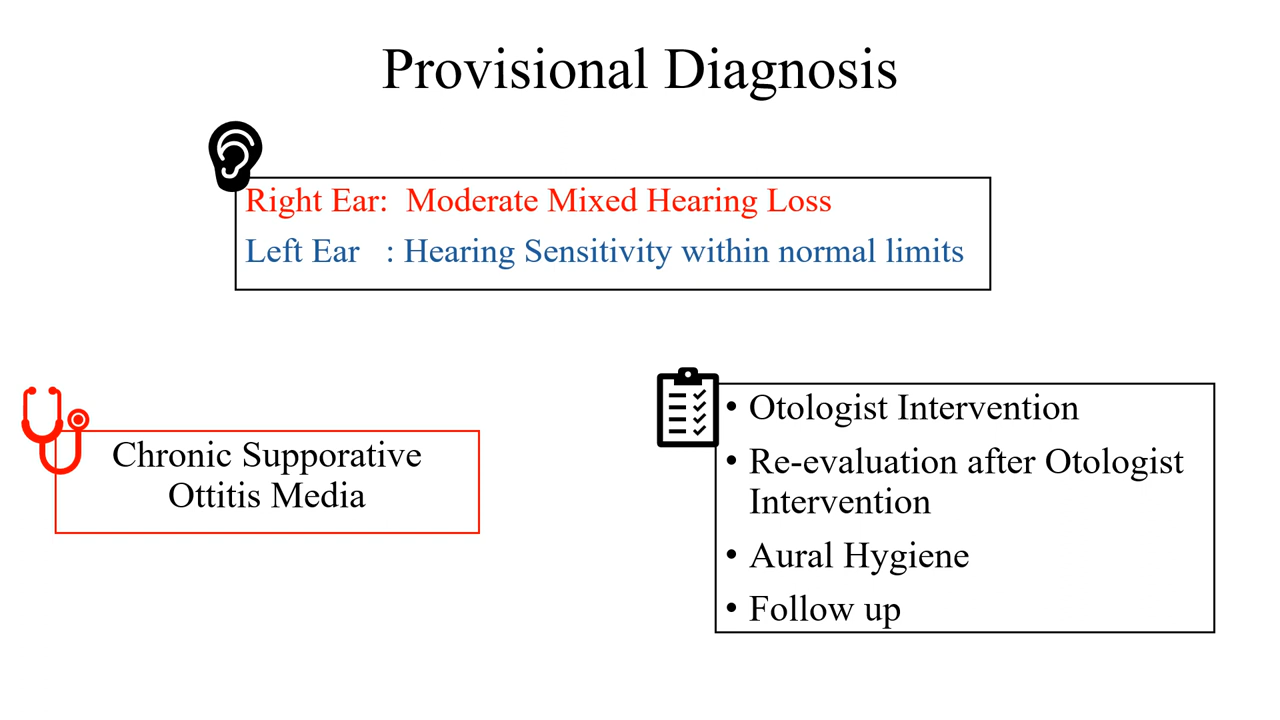 Provisional Diagnosis
Right Ear: Moderate Mixed Hearing Loss
Left Ear : Hearing Sensitivity within normal limits
Chronic Supporative
Ottitis Media
• Otologist Intervention
• Re-evaluation after Otologist
Intervention
• Aural Hygiene
• Follow up